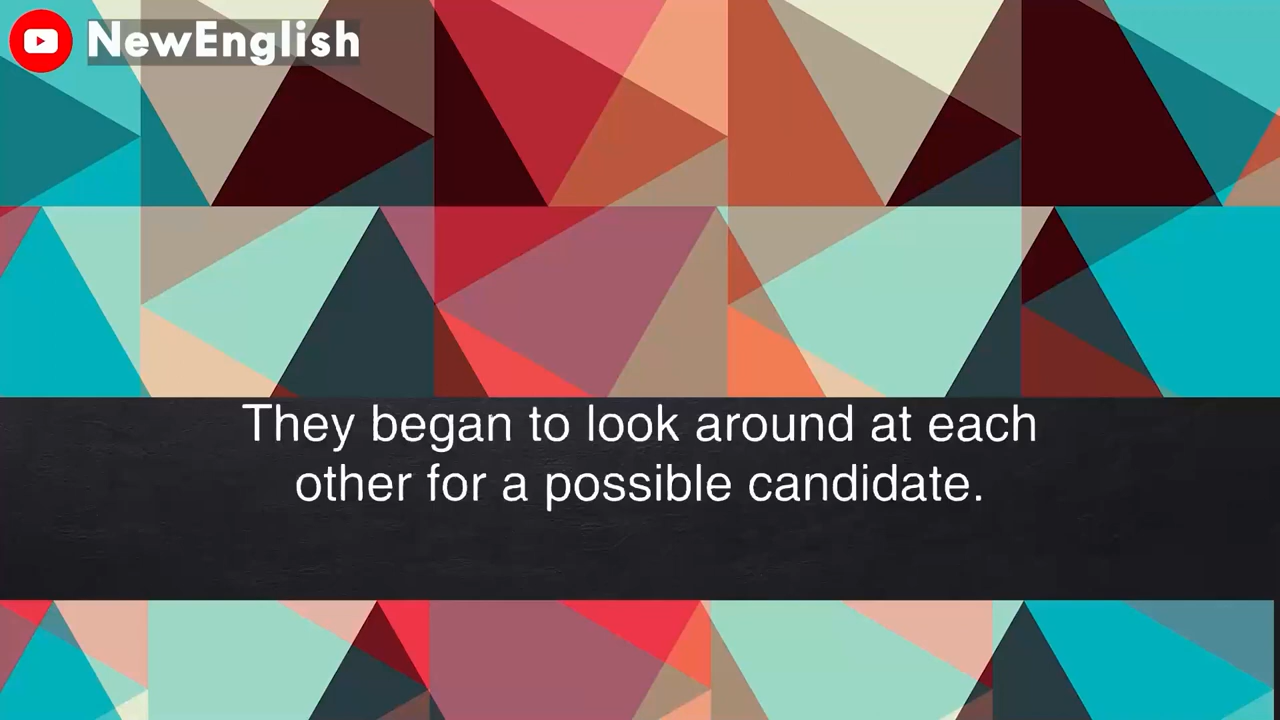 NewEnglish
They began to look around at each
other for a possible candidate.